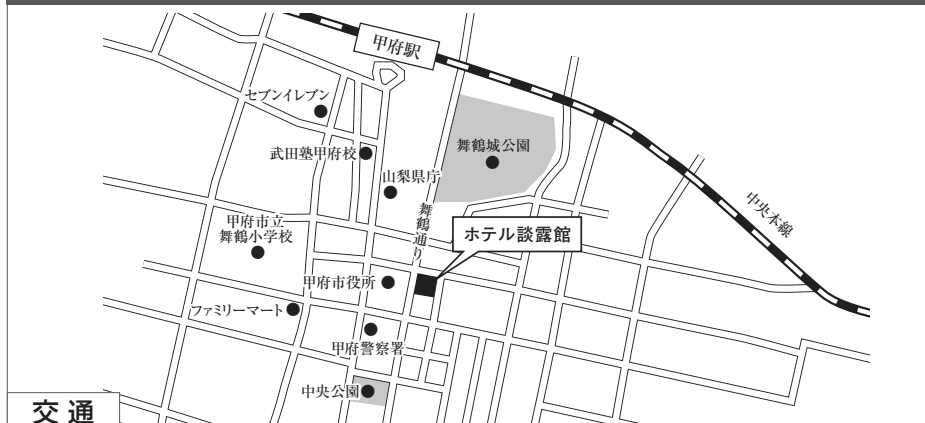 甲府駅
セブンイレブン
武田塾甲府校
舞鶴城公園
山梨県庁
舞鶴通り
中央本線
甲府市立
舞鶴小学校
ホテル談露館
甲府市役所
ファミリーマート
甲府警察署
中央公園
交通